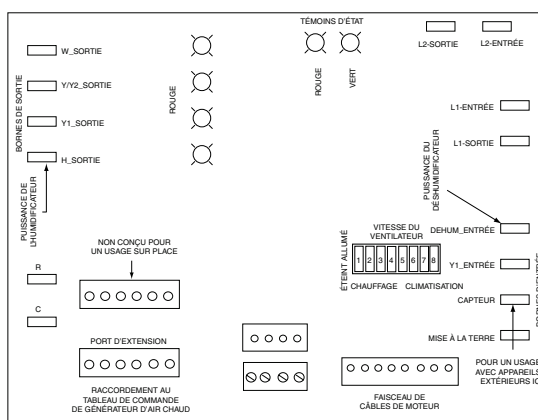 TÉMOINS D'ÉTAT
L2-SORTIE
L2-ENTRÉE
ROUGE
VERT
BORNES DE SORTIE
W_SORTIE
Y/Y2_SORTIE
Y1_SORTIE
H_SORTIE
ROUGE
L1-ENTRÉE
L1-SORTIE
PUISSANCE DE
L'HUMIDIFICATEUR
PUISSANCE DU
DÉSHUMIDIFICATEUR
DEHUM_ENTRÉE
Y1_ENTRÉE
CAPTEUR
MISE À LA TERRE
NON CONÇU POUR
UN USAGE SUR PLACE
VITESSE DU
VENTILATEUR
ÉTEINT ALLUMÉ
1 2 3 4 5 6 7 8
CHAUFFAGE CLIMATISATION
R
C
PORT D'EXTENSION
RACCORDEMENT AU
TABLEAU DE COMMANDE
DE GÉNÉRATEUR D'AIR CHAUD
FAISCEAU DE
CÂBLES DE MOTEUR
POUR UN USAGE
AVEC APPAREILS
EXTÉRIEURS